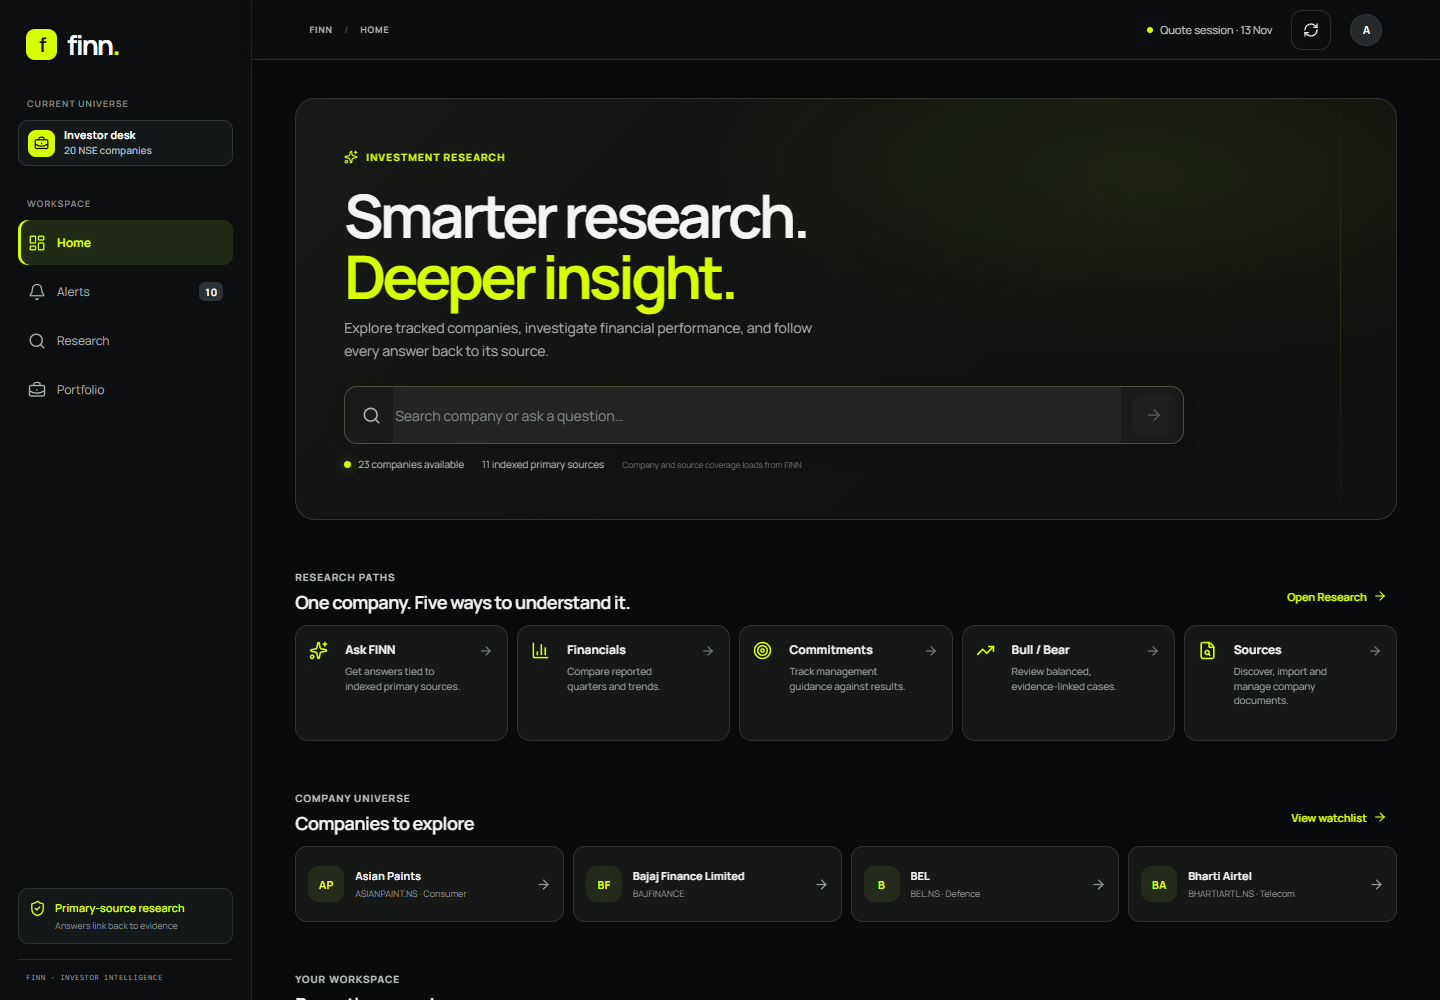 f finn.
FINN / HOME
Quote session · 13 Nov
A
CURRENT UNIVERSE
Investor desk
20 NSE companies
WORKSPACE
Home
Alerts 10
Research
Portfolio
Primary-source research
Answers link back to evidence
FINN · INVESTOR INTELLIGENCE
INVESTMENT RESEARCH
Smarter research.
Deeper insight.
Explore tracked companies, investigate financial performance, and follow
every answer back to its source.
Search company or ask a question...
23 companies available 11 indexed primary sources Company and source coverage loads from FINN
RESEARCH PATHS
One company. Five ways to understand it.
Open Research
Ask FINN
Get answers tied to
indexed primary sources.
Financials
Compare reported
quarters and trends.
Commitments
Track management
guidance against results.
Bull / Bear
Review balanced,
evidence-linked cases.
Sources
Discover, import and
manage company
documents.
COMPANY UNIVERSE
Companies to explore
View watchlist
AP
Asian Paints
ASIANPAINT.NS · Consumer
BF
Bajaj Finance Limited
BAJFINANCE
B
BEL
BEL.NS · Defence
BA
Bharti Airtel
BHARTIARTL.NS · Telecom
YOUR WORKSPACE